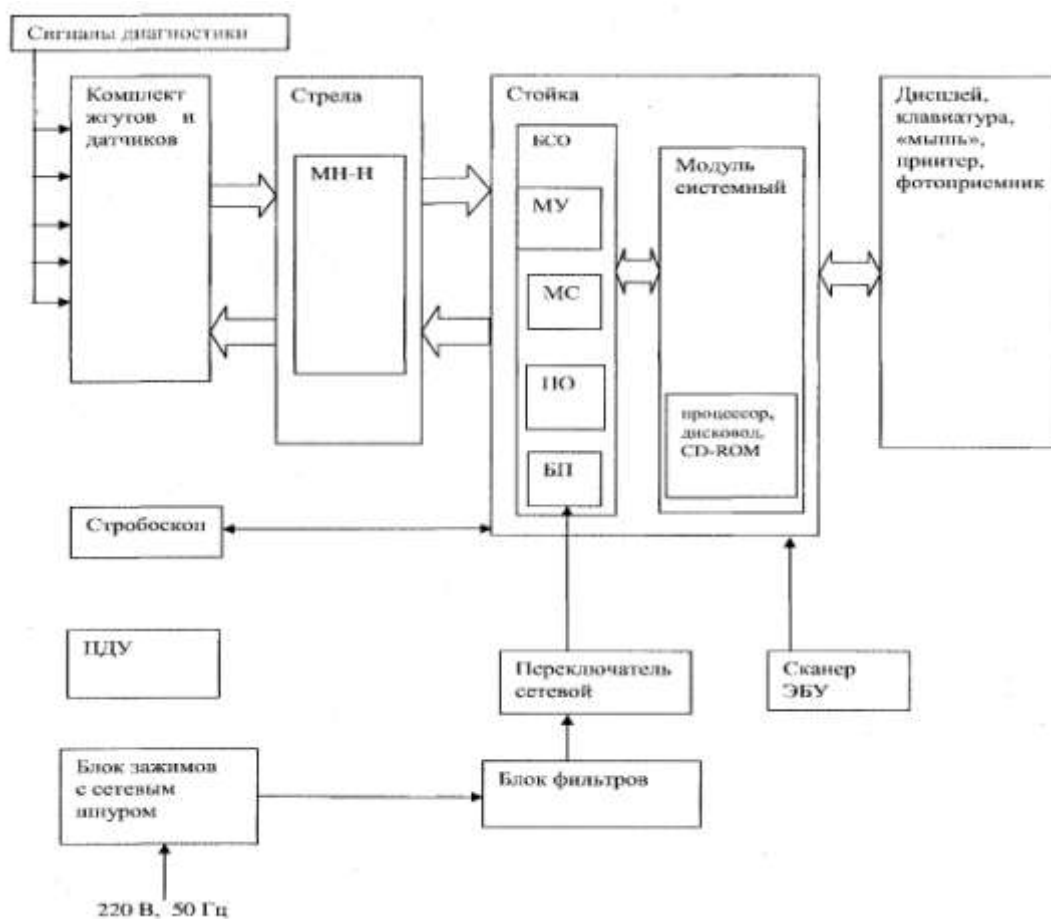 Сигналы диагностики
Комплект
жгутов и
датчиков
Стрела
МН-Н
Стойка
БСО
МУ
МС
ПО
БП
Модуль
системный
процессор,
дисковод,
CD-ROM
Дисплей,
клавиатура,
«мышь»,
принтер,
фотоприемник
Стробоскоп
ПДУ
Переключатель
сетевой
Сканер
ЭБУ
Блок зажимов
с сетевым
шнуром
Блок фильтров
220 В, 50 Гц